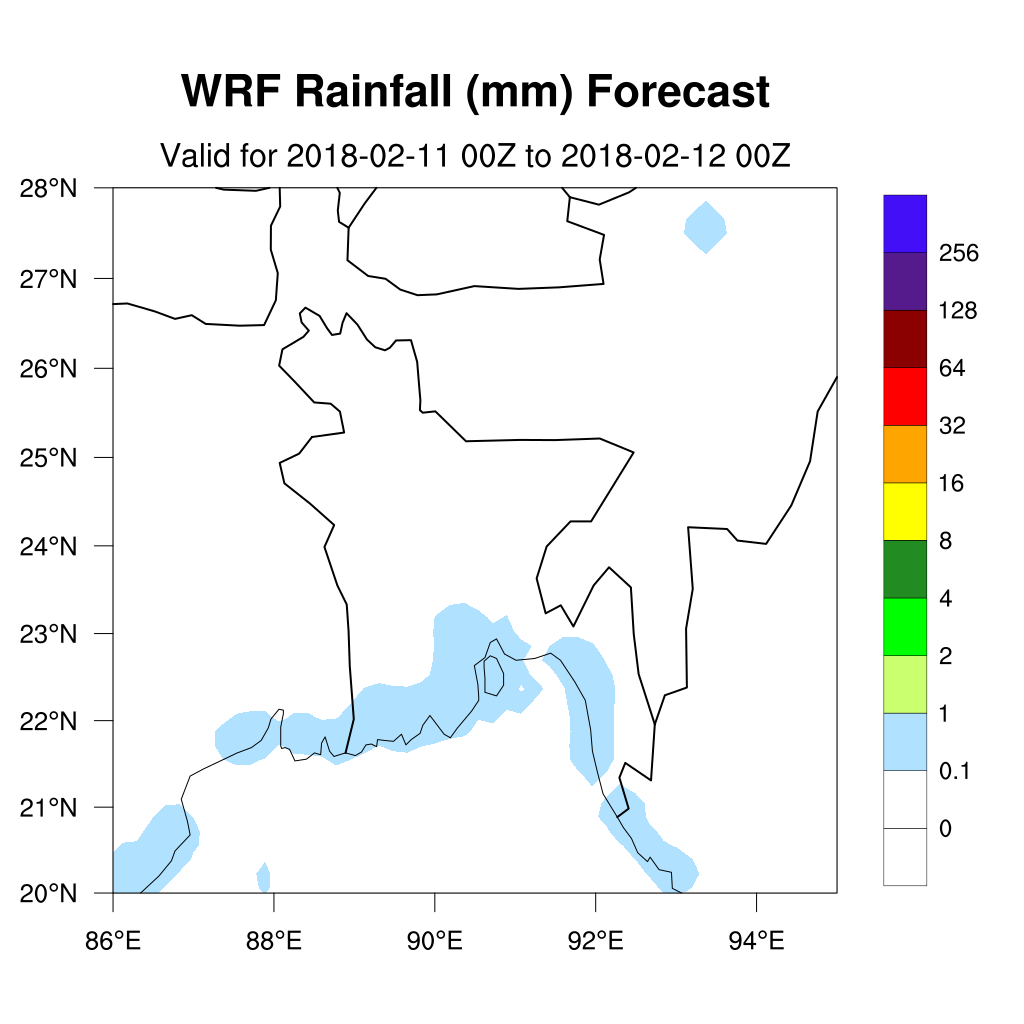 WRF Rainfall (mm) Forecast
Valid for 2018-02-11 00Z to 2018-02-12 00Z
28°N
27°N
26°N
25°N
24°N
23°N
22°N
21°N
20°N
86°E 88°E 90°E 92°E 94°E
256
128
64
32
16
8
4
2
1
0.1
0